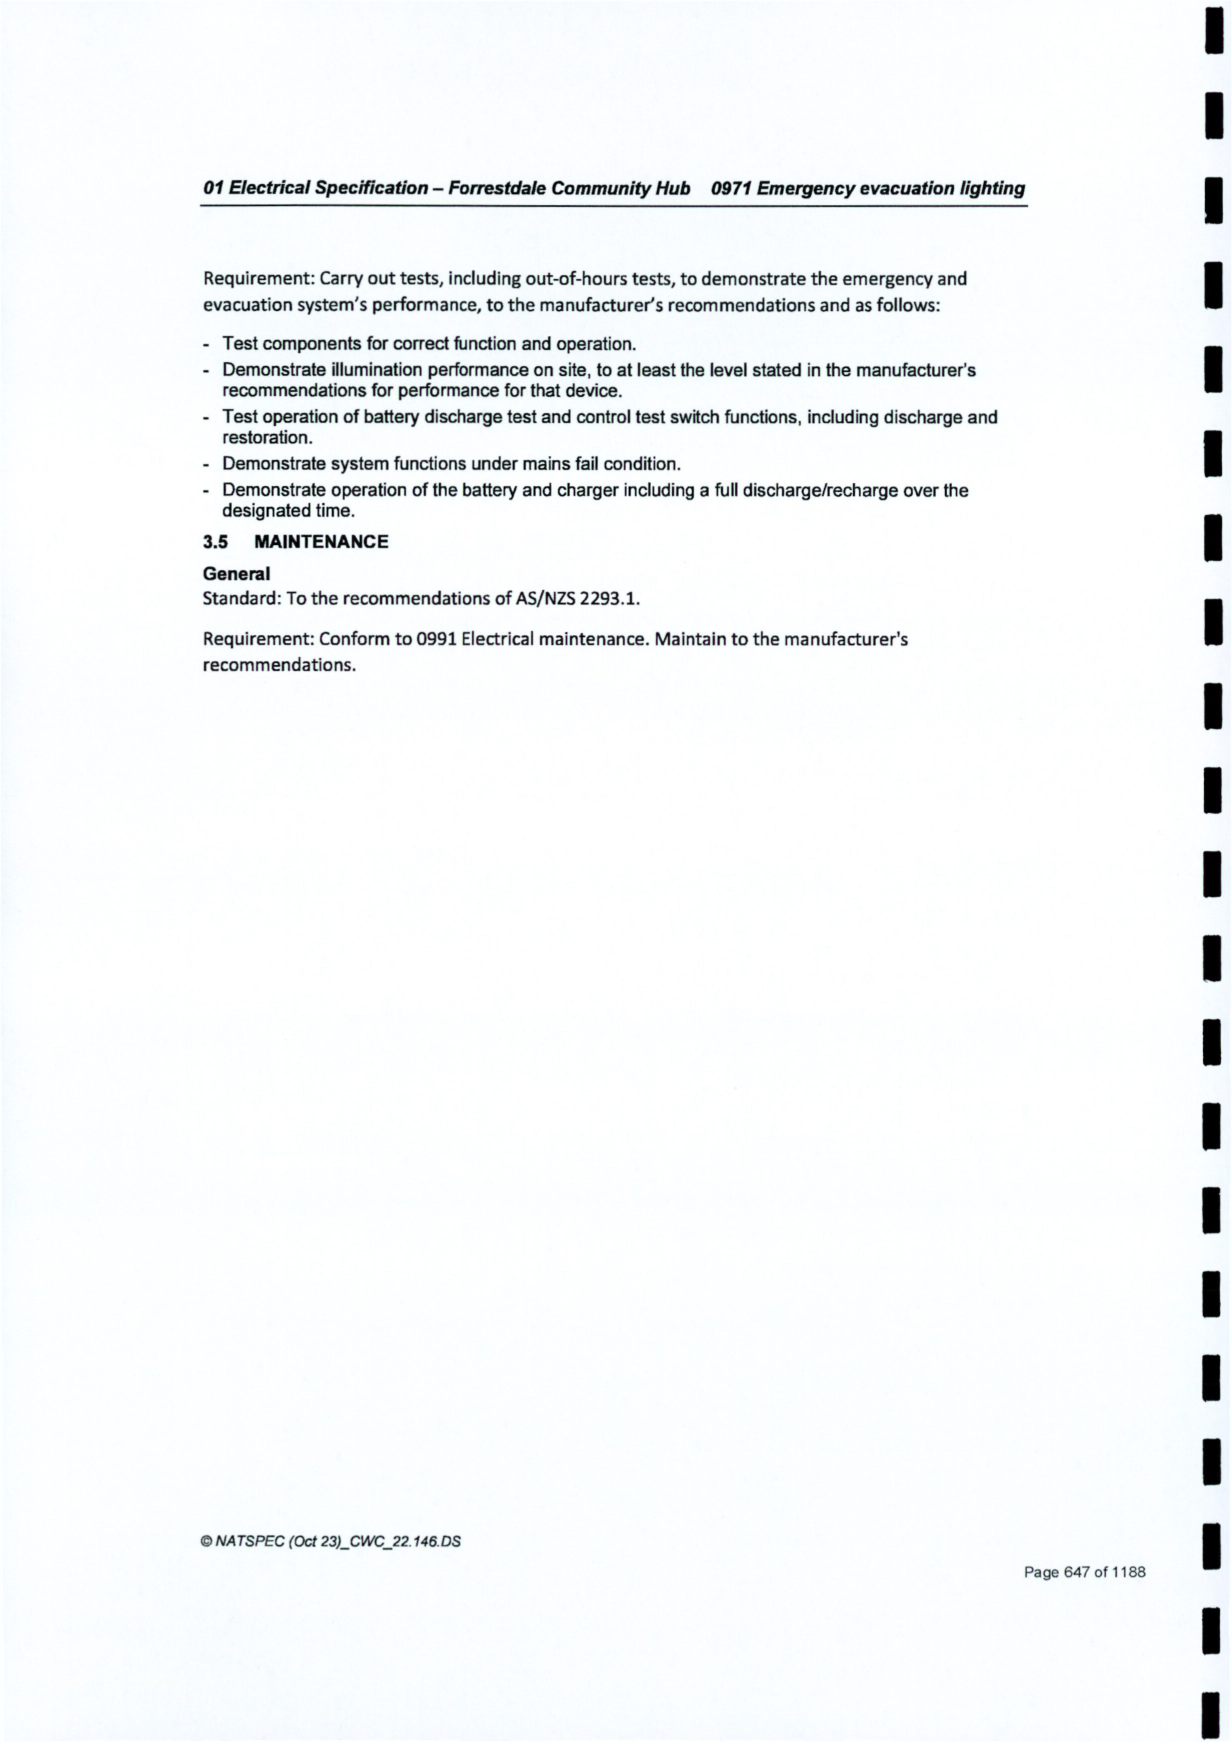 01 Electrical Specification – Forrestdale Community Hub 0971 Emergency evacuation lighting
Requirement: Carry out tests, including out-of-hours tests, to demonstrate the emergency and
evacuation system's performance, to the manufacturer's recommendations and as follows:
- Test components for correct function and operation.
- Demonstrate illumination performance on site, to at least the level stated in the manufacturer's
recommendations for performance for that device.
- Test operation of battery discharge test and control test switch functions, including discharge and
restoration.
- Demonstrate system functions under mains fail condition.
- Demonstrate operation of the battery and charger including a full discharge/recharge over the
designated time.
3.5 MAINTENANCE
General
Standard: To the recommendations of AS/NZS 2293.1.
Requirement: Conform to 0991 Electrical maintenance. Maintain to the manufacturer's
recommendations.
© NATSPEC (Oct 23)_CWC_22.146.DS
Page 647 of 1188